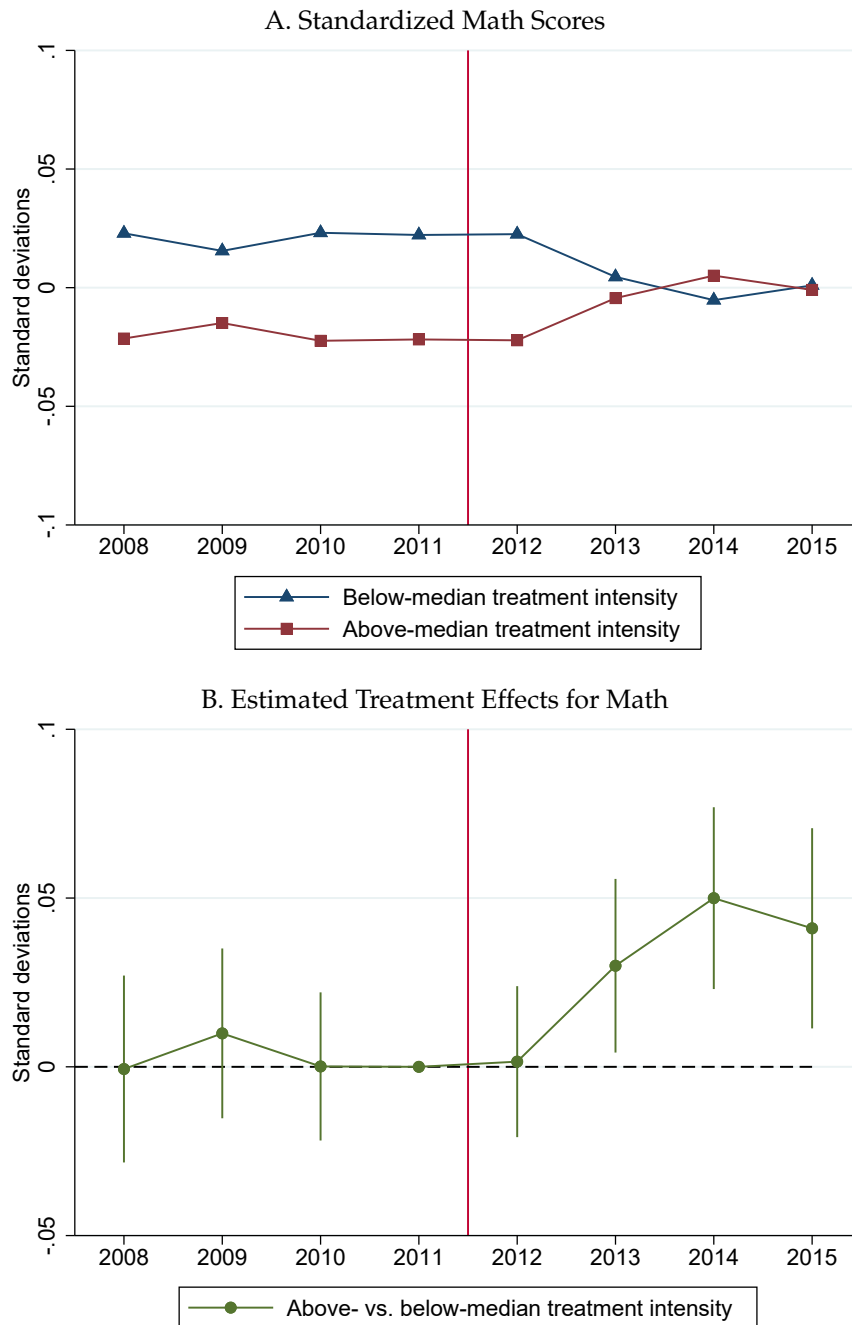 A. Standardized Math Scores
.1
.05
0
-.05
-.1
Standard deviations
2008 2009 2010 2011 2012 2013 2014 2015
Below-median treatment intensity
Above-median treatment intensity
B. Estimated Treatment Effects for Math
.1
.05
0
-.05
Standard deviations
2008 2009 2010 2011 2012 2013 2014 2015
Above- vs. below-median treatment intensity